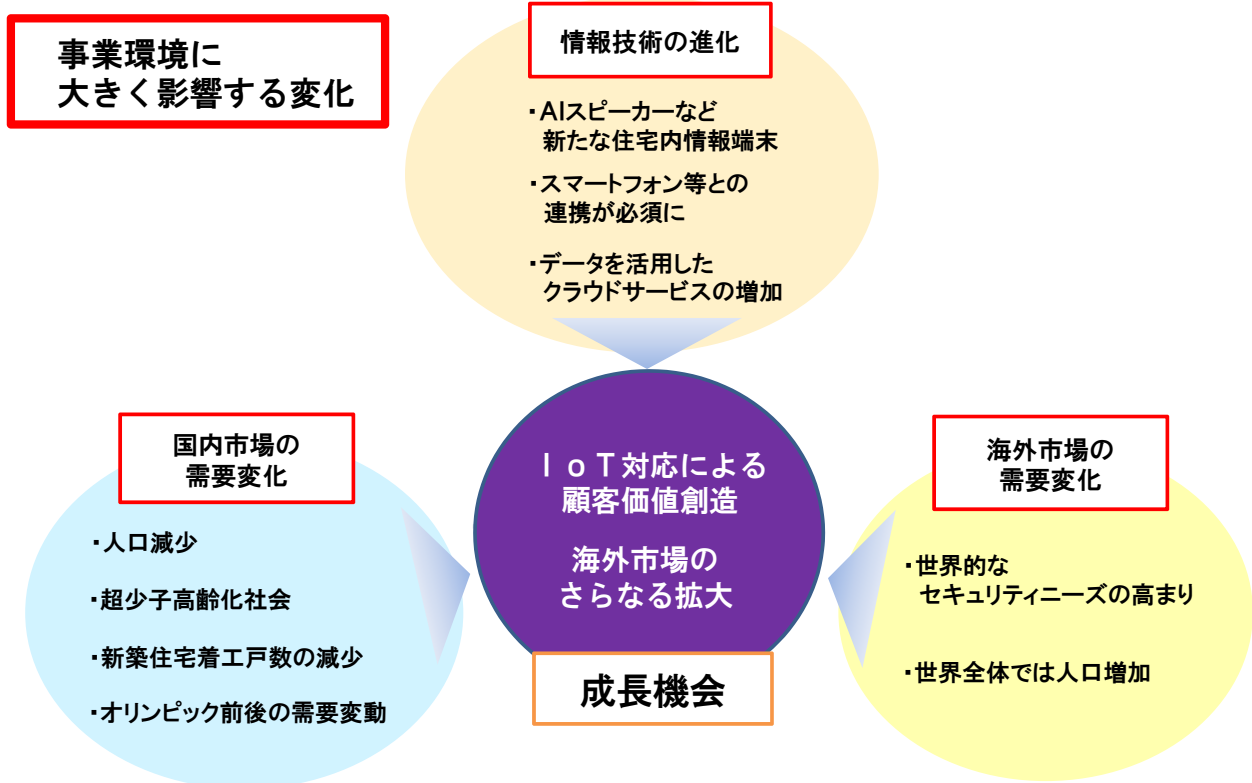 事業環境に
大きく影響する変化
情報技術の進化
・AIスピーカーなど
新たな住宅内情報端末
・スマートフォン等との
連携が必須に
・データを活用した
クラウドサービスの増加
国内市場の
需要変化
・人口減少
・超少子高齢化社会
・新築住宅着工戸数の減少
・オリンピック前後の需要変動
ＩｏＴ対応による
顧客価値創造
海外市場の
さらなる拡大
成長機会
海外市場の
需要変化
・世界的な
セキュリティニーズの高まり
・世界全体では人口増加